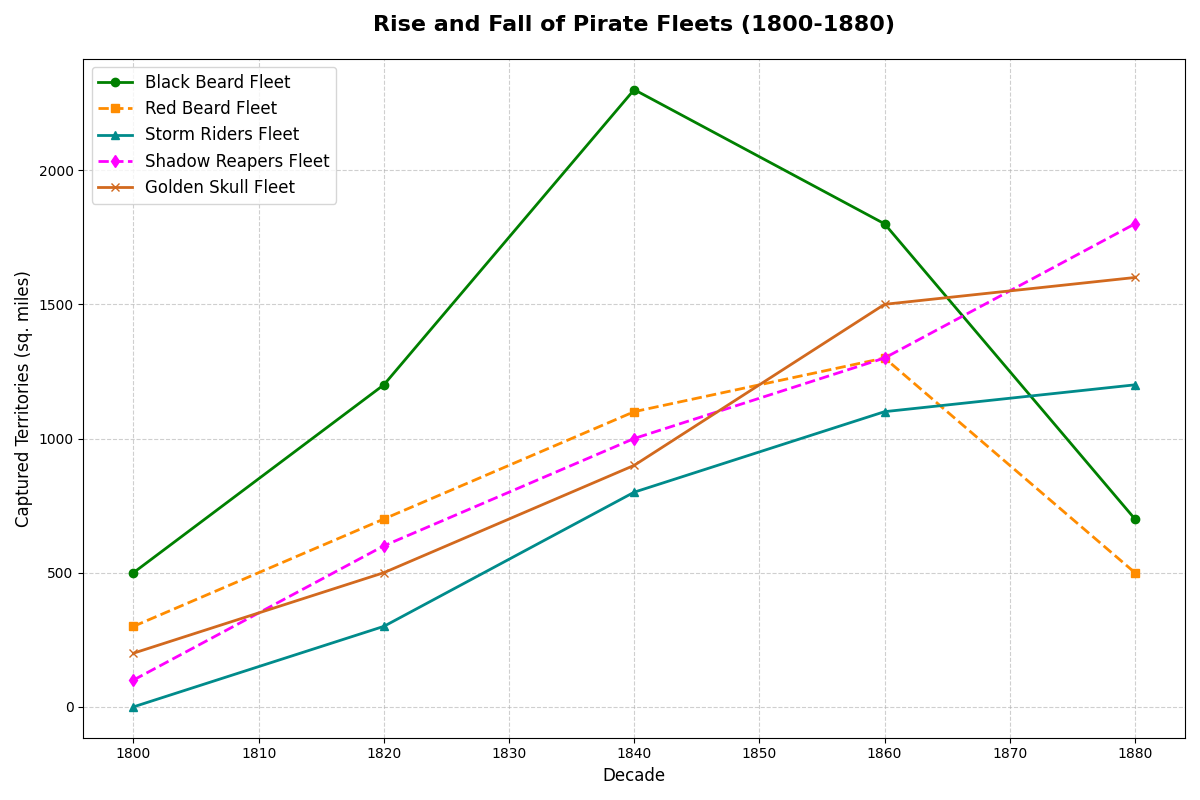 Rise and Fall of Pirate Fleets (1800-1880)
Black Beard Fleet
Red Beard Fleet
Storm Riders Fleet
Shadow Reapers Fleet
Golden Skull Fleet
Captured Territories (sq. miles)
2000
1500
1000
500
0
1800 1810 1820 1830 1840 1850 1860 1870 1880
Decade